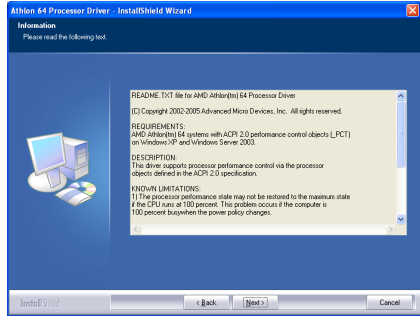 Athlon 64 Processor Driver - InstallShield Wizard
Information
Please read the following text.
README.TXT file for AMD Athlon(tm) 64 Processor Driver
(C) Copyright 2002-2005 Advanced Micro Devices, Inc. All rights reserved.
REQUIREMENTS:
AMD Athlon(tm) 64 systems with ACPI 2.0 performance control objects (_PCT)
on Windows XP and Windows Server 2003.
DESCRIPTION:
This driver supports processor performance control via the processor
objects defined in the ACPI 2.0 specification.
KNOWN LIMITATIONS:
1) The processor performance state may not be restored to the maximum state
if the CPU runs at 100 percent. This problem occurs if the computer is
100 percent busywhen the power policy changes.
InstallShield
< Back
Next >
Cancel